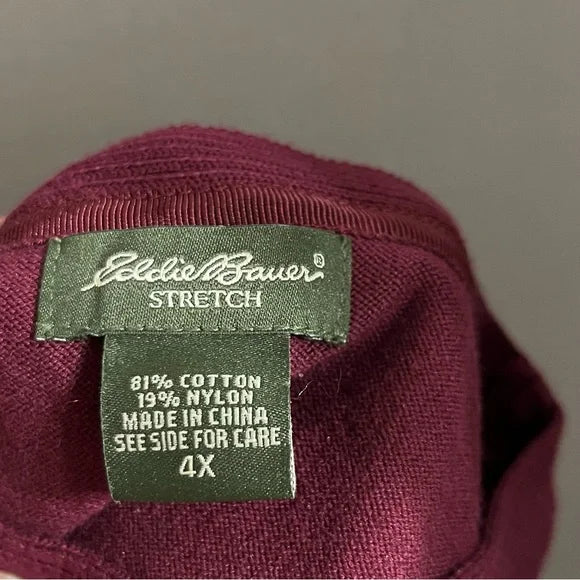 Eddie Bauer®
STRETCH
81% COTTON
19% NYLON
MADE IN CHINA
SEE SIDE FOR CARE
4X